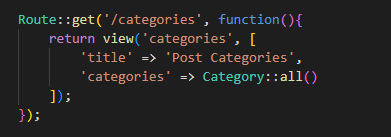 Route::get('/categories', function(){
    return view('categories', [
        'title' => 'Post Categories',
        'categories' => Category::all()
    ]);
});